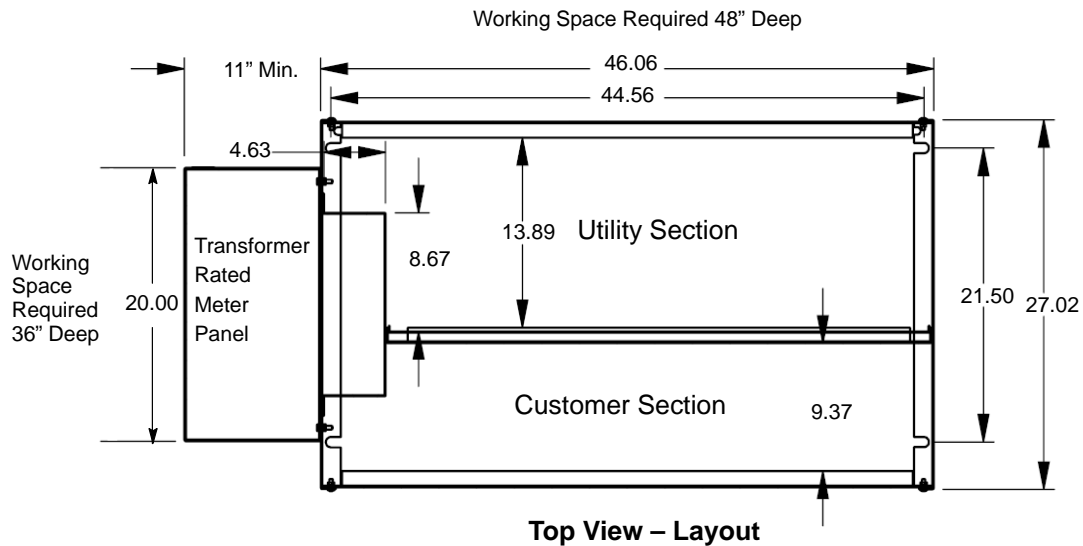 Working Space Required 48” Deep
11” Min.
46.06
44.56
4.63
13.89
Utility Section
8.67
Transformer
Rated
Meter
Panel
Working
Space
Required
36” Deep
20.00
21.50
27.02
Customer Section
9.37
Top View – Layout